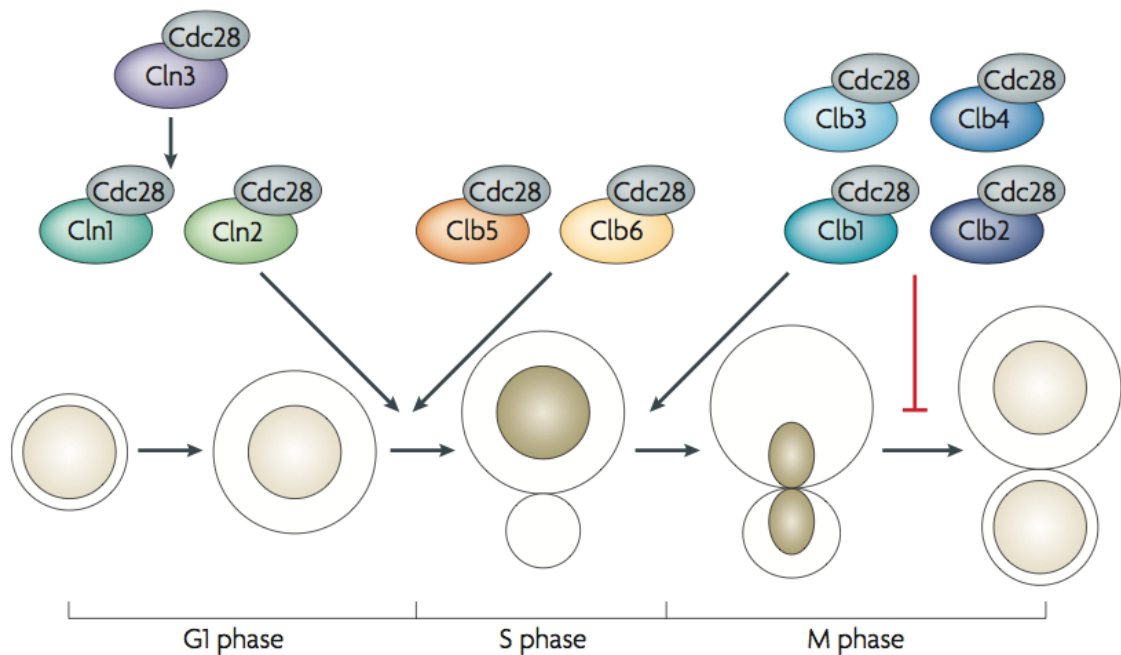 Cdc28
Cln3
Cdc28
Clb3
Cdc28
Clb4
Cdc28
Cln1
Cdc28
Cln2
Cdc28
Clb5
Cdc28
Clb6
Cdc28
Clb1
Cdc28
Clb2
G1 phase
S phase
M phase